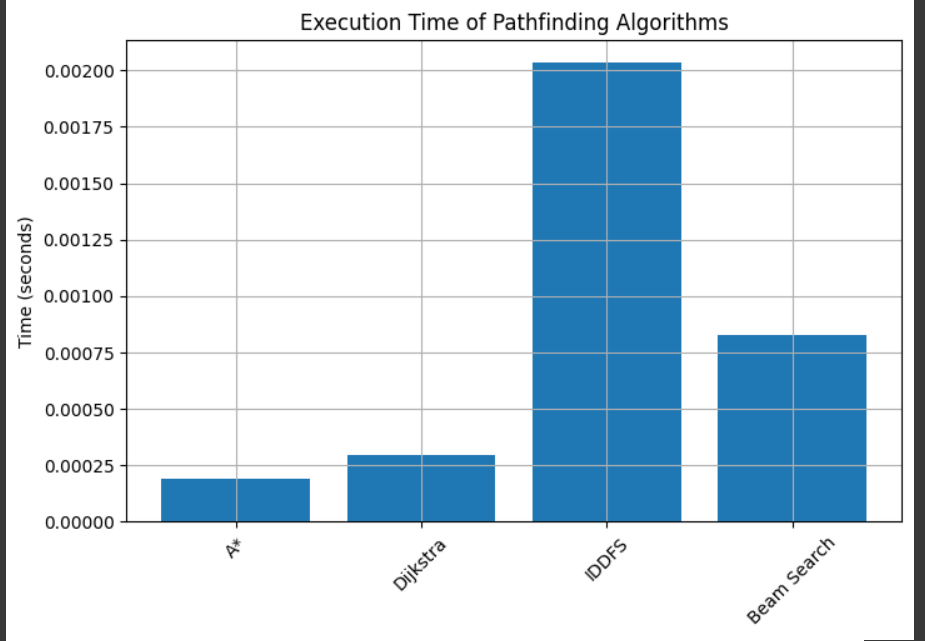 Execution Time of Pathfinding Algorithms
Time (seconds)
0.00200
0.00175
0.00150
0.00125
0.00100
0.00075
0.00050
0.00025
0.00000
A*
Dijkstra
IDDFS
Beam Search